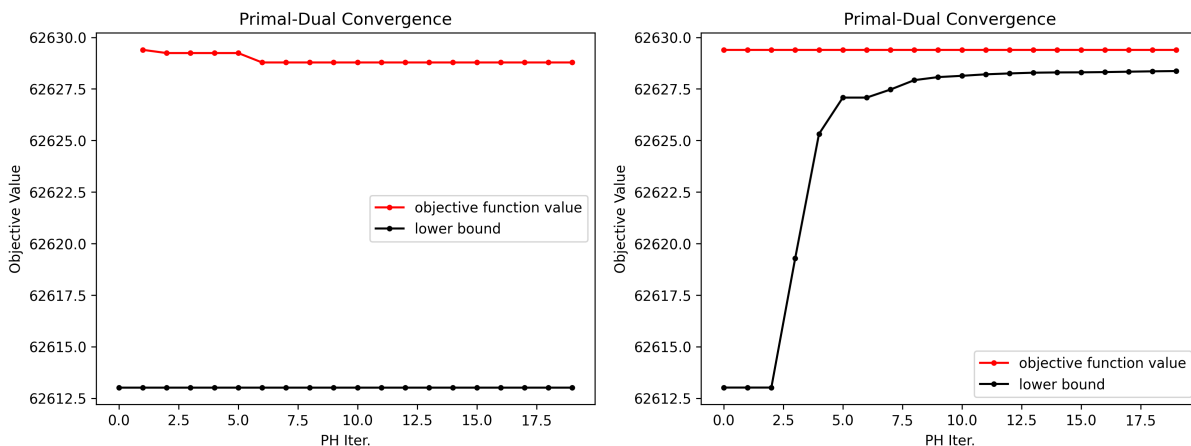 Primal-Dual Convergence
62630.0
62627.5
62625.0
62622.5
62620.0
62617.5
62615.0
62612.5
Objective Value
objective function value
lower bound
0.0 2.5 5.0 7.5 10.0 12.5 15.0 17.5
PH Iter.
Primal-Dual Convergence
62630.0
62627.5
62625.0
62622.5
62620.0
62617.5
62615.0
62612.5
Objective Value
objective function value
lower bound
0.0 2.5 5.0 7.5 10.0 12.5 15.0 17.5
PH Iter.